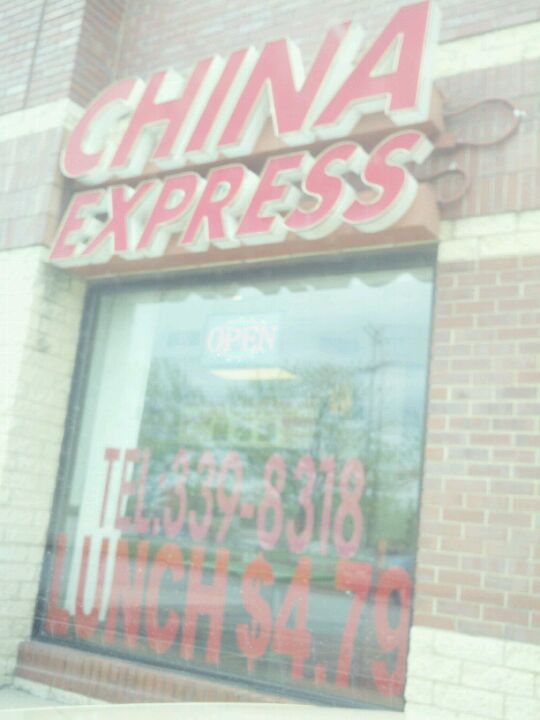 CHINA
EXPRESS
OPEN
TEL:339-8318
LUNCH $4.79